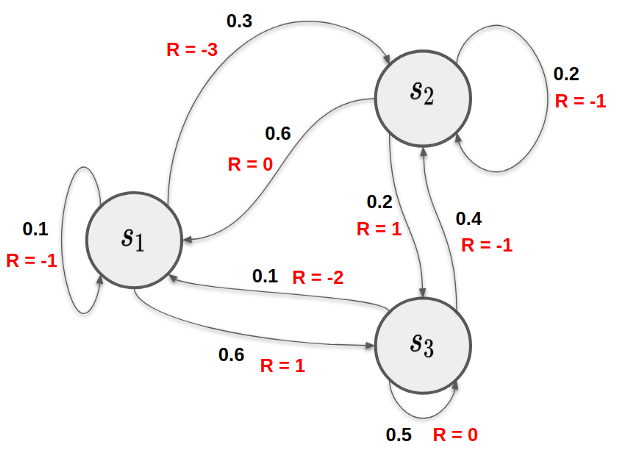 0.3
R = -3
s₂
0.2
R = -1
0.6
R = 0
0.2
R = 1
0.4
R = -1
0.1
R = -1
s₁
0.1 R = -2
s₃
0.6
R = 1
0.5 R = 0